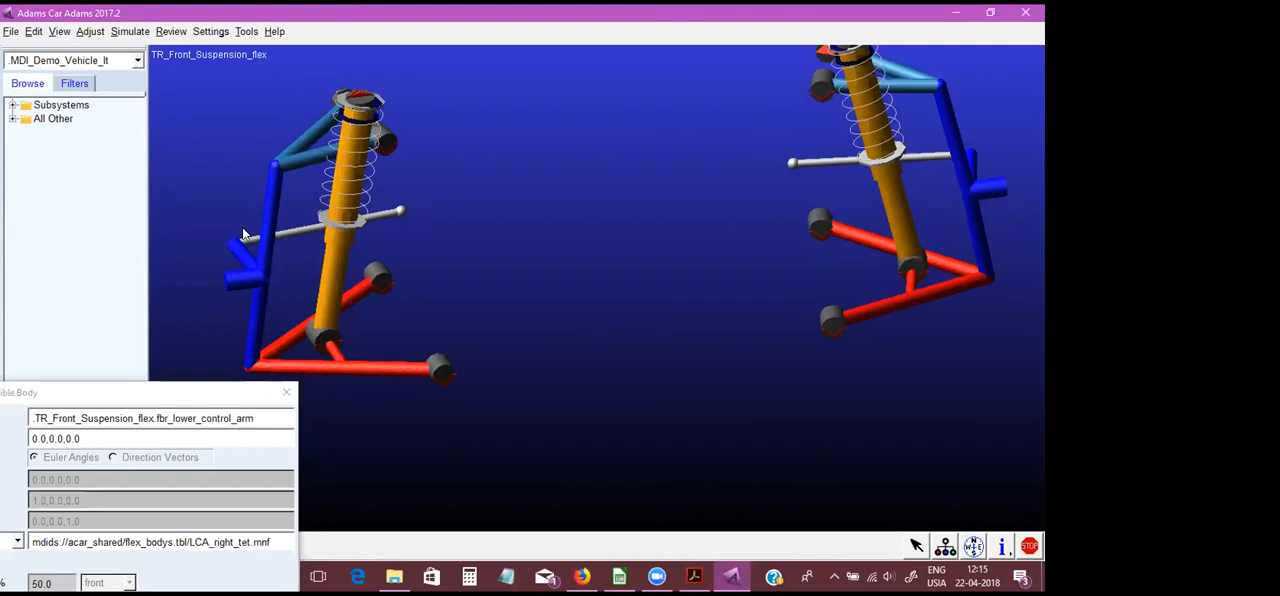 Adams Car Adams 2017.2
File Edit View Adjust Simulate Review Settings Tools Help
.MDI_Demo_Vehicle_lt
TR_Front_Suspension_flex
Browse Filters
Subsystems
All Other
ible Body
.TR_Front_Suspension_flex.fbr_lower_control_arm
0.0,0.0,0.0
Euler Angles Direction Vectors
0.0,0.0,0.0
1.0,0.0,0.0
0.0,0.0,1.0
mdids://acar_shared/flex_bodys.tbl/LCA_right_tet.mnf
% 50.0 front
STOP
ENG 12:15
USIA 22-04-2018